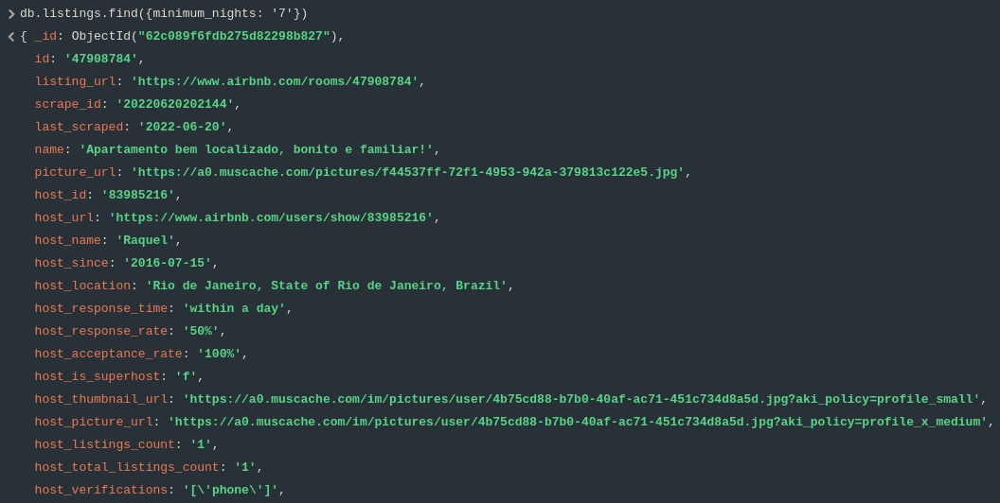 db.listings.find({minimum_nights: '7'})
{ _id: ObjectId("62c089f6fdb275d82298b827"),
id: '47908784',
listing_url: 'https://www.airbnb.com/rooms/47908784',
scrape_id: '20220620202144',
last_scraped: '2022-06-20',
name: 'Apartamento bem localizado, bonito e familiar!',
picture_url: 'https://a0.muscache.com/pictures/f44537ff-72f1-4953-942a-379813c122e5.jpg',
host_id: '83985216',
host_url: 'https://www.airbnb.com/users/show/83985216',
host_name: 'Raquel',
host_since: '2016-07-15',
host_location: 'Rio de Janeiro, State of Rio de Janeiro, Brazil',
host_response_time: 'within a day',
host_response_rate: '50%',
host_acceptance_rate: '100%',
host_is_superhost: 'f',
host_thumbnail_url: 'https://a0.muscache.com/im/pictures/user/4b75cd88-b7b0-40af-ac71-451c734d8a5d.jpg?aki_policy=profile_small',
host_picture_url: 'https://a0.muscache.com/im/pictures/user/4b75cd88-b7b0-40af-ac71-451c734d8a5d.jpg?aki_policy=profile_x_medium',
host_listings_count: '1',
host_total_listings_count: '1',
host_verifications: '[\'phone\']',